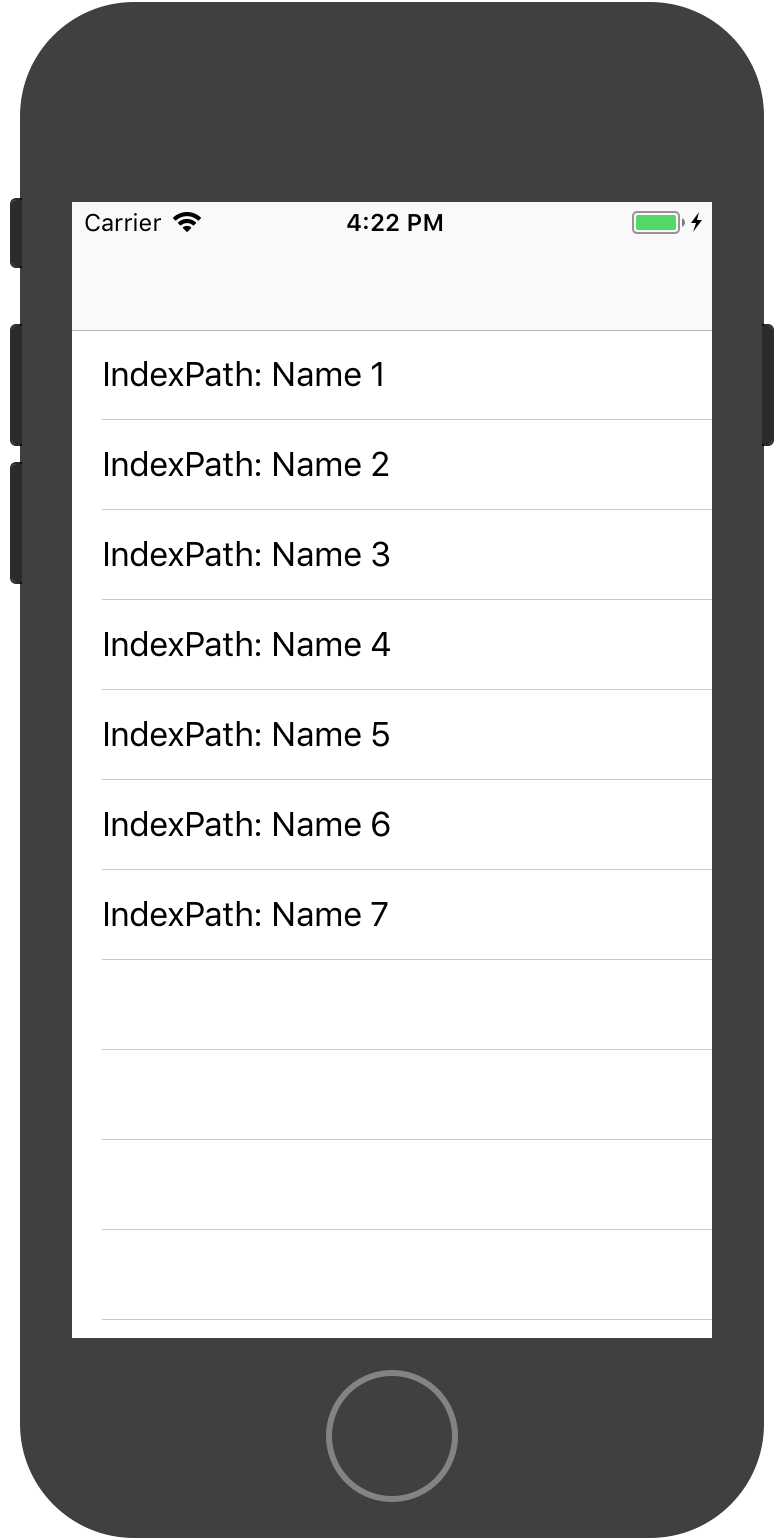 Carrier 4:22 PM
IndexPath: Name 1
IndexPath: Name 2
IndexPath: Name 3
IndexPath: Name 4
IndexPath: Name 5
IndexPath: Name 6
IndexPath: Name 7